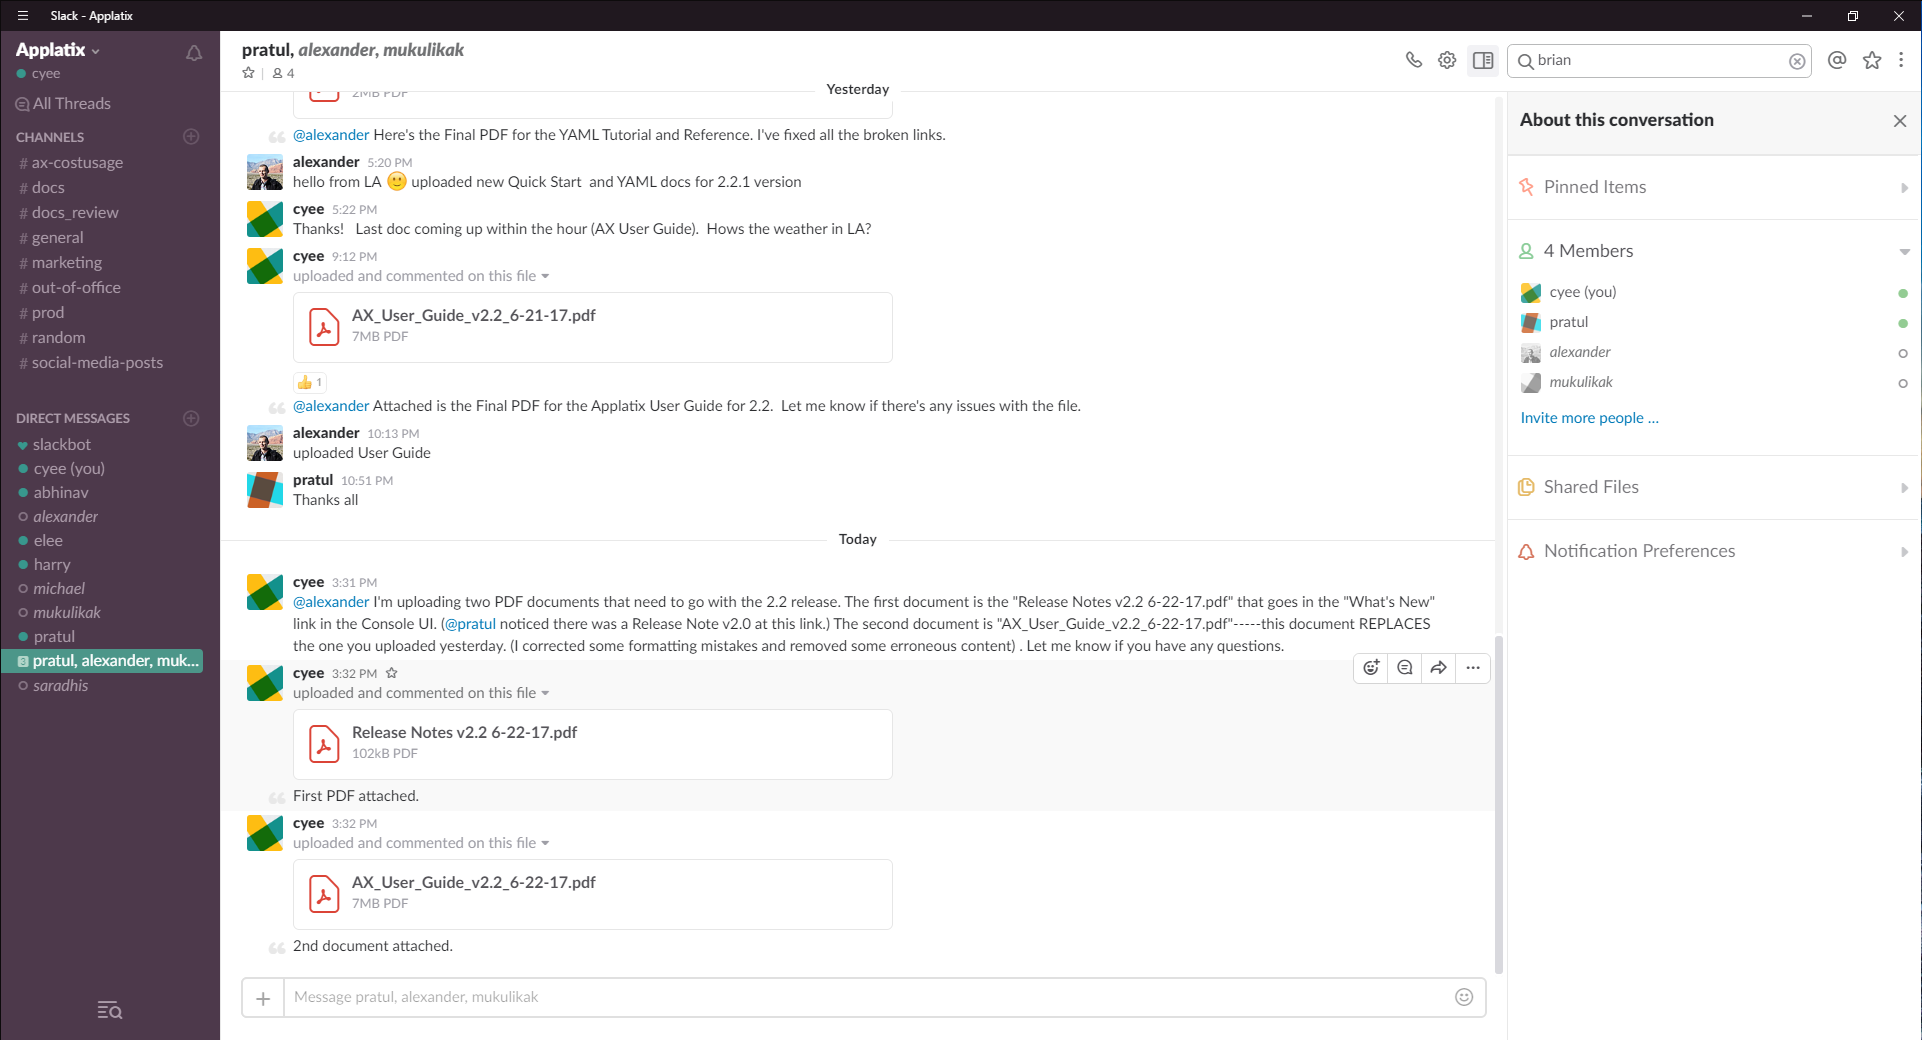 Slack - Applatix
Applatix
cyee
All Threads
CHANNELS
# ax-costusage
# docs
# docs_review
# general
# marketing
# out-of-office
# prod
# random
# social-media-posts
DIRECT MESSAGES
slackbot
cyee (you)
abhinav
alexander
elee
harry
michael
mukulikak
pratul
3 pratul, alexander, muk...
saradhis
pratul, alexander, mukulikak
4
brian
Yesterday
2MB PDF
@alexander Here's the Final PDF for the YAML Tutorial and Reference. I've fixed all the broken links.
alexander 5:20 PM
hello from LA 🙂 uploaded new Quick Start  and YAML docs for 2.2.1 version
cyee 5:22 PM
Thanks!   Last doc coming up within the hour (AX User Guide).  Hows the weather in LA?
cyee 9:12 PM
uploaded and commented on this file
AX_User_Guide_v2.2_6-21-17.pdf
7MB PDF
👍 1
@alexander Attached is the Final PDF for the Applatix User Guide for 2.2.  Let me know if there's any issues with the file.
alexander 10:13 PM
uploaded User Guide
pratul 10:51 PM
Thanks all
Today
cyee 3:31 PM
@alexander I'm uploading two PDF documents that need to go with the 2.2 release. The first document is the "Release Notes v2.2 6-22-17.pdf" that goes in the "What's New"
link in the Console UI. (@pratul noticed there was a Release Note v2.0 at this link.) The second document is "AX_User_Guide_v2.2_6-22-17.pdf"-----this document REPLACES
the one you uploaded yesterday. (I corrected some formatting mistakes and removed some erroneous content) . Let me know if you have any questions.
cyee 3:32 PM
uploaded and commented on this file
Release Notes v2.2 6-22-17.pdf
102kB PDF
First PDF attached.
cyee 3:32 PM
uploaded and commented on this file
AX_User_Guide_v2.2_6-22-17.pdf
7MB PDF
2nd document attached.
Message pratul, alexander, mukulikak
About this conversation
Pinned Items
4 Members
cyee (you)
pratul
alexander
mukulikak
Invite more people ...
Shared Files
Notification Preferences